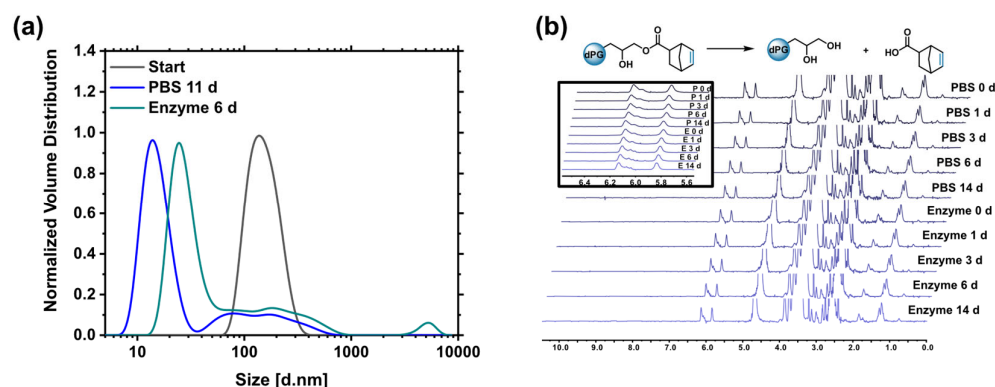 (a)
1.4
1.2
1.0
0.8
0.6
0.4
0.2
0.0
Normalized Volume Distribution
Start
PBS 11 d
Enzyme 6 d
10
100
1000
10000
Size [d.nm]
(b)
dPG
OH
O
O
dPG
OH
OH
+
HO
O
P 0 d
P 1 d
P 3 d
P 6 d
P 14 d
E 0 d
E 1 d
E 3 d
E 6 d
E 14 d
6.4 6.2 6.0 5.8 5.6
PBS 0 d
PBS 1 d
PBS 3 d
PBS 6 d
PBS 14 d
Enzyme 0 d
Enzyme 1 d
Enzyme 3 d
Enzyme 6 d
Enzyme 14 d
10.0 9.0 8.0 7.0 6.0 5.0 4.0 3.0 2.0 1.0 0.0